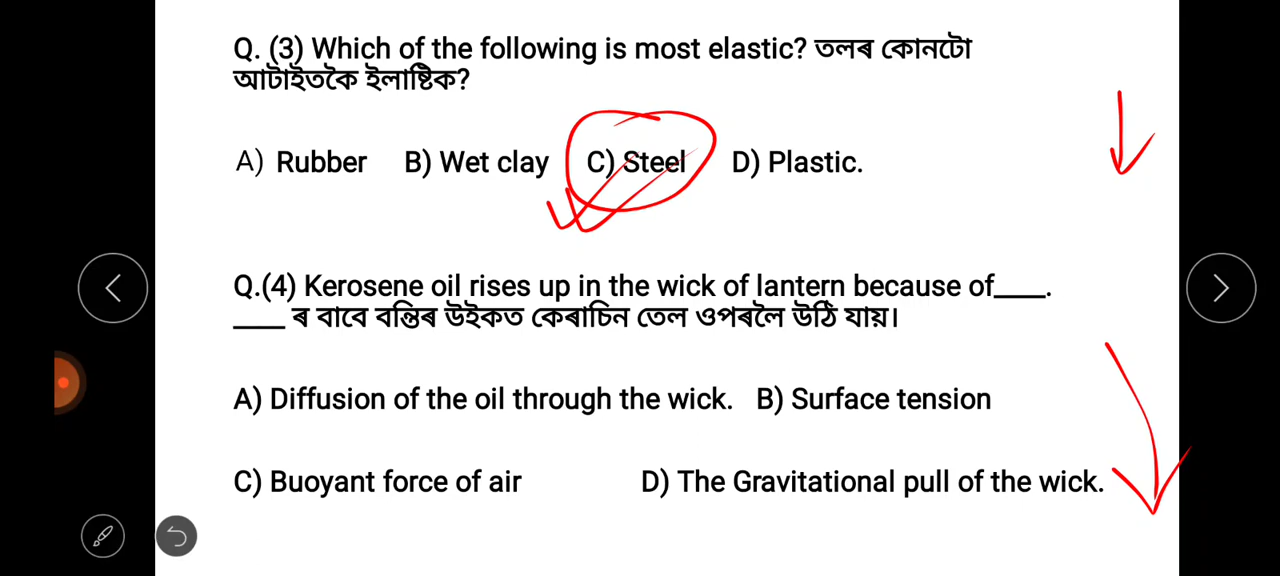 Q. (3) Which of the following is most elastic? তলৰ কোনটো
আটাইতকৈ ইলাষ্টিক?
A) Rubber B) Wet clay C) Steel D) Plastic.
Q.(4) Kerosene oil rises up in the wick of lantern because of____.
____ ৰ বাবে বন্তিৰ উইকত কেৰাচিন তেল ওপৰলৈ উঠি যায়।
A) Diffusion of the oil through the wick. B) Surface tension
C) Buoyant force of air D) The Gravitational pull of the wick.